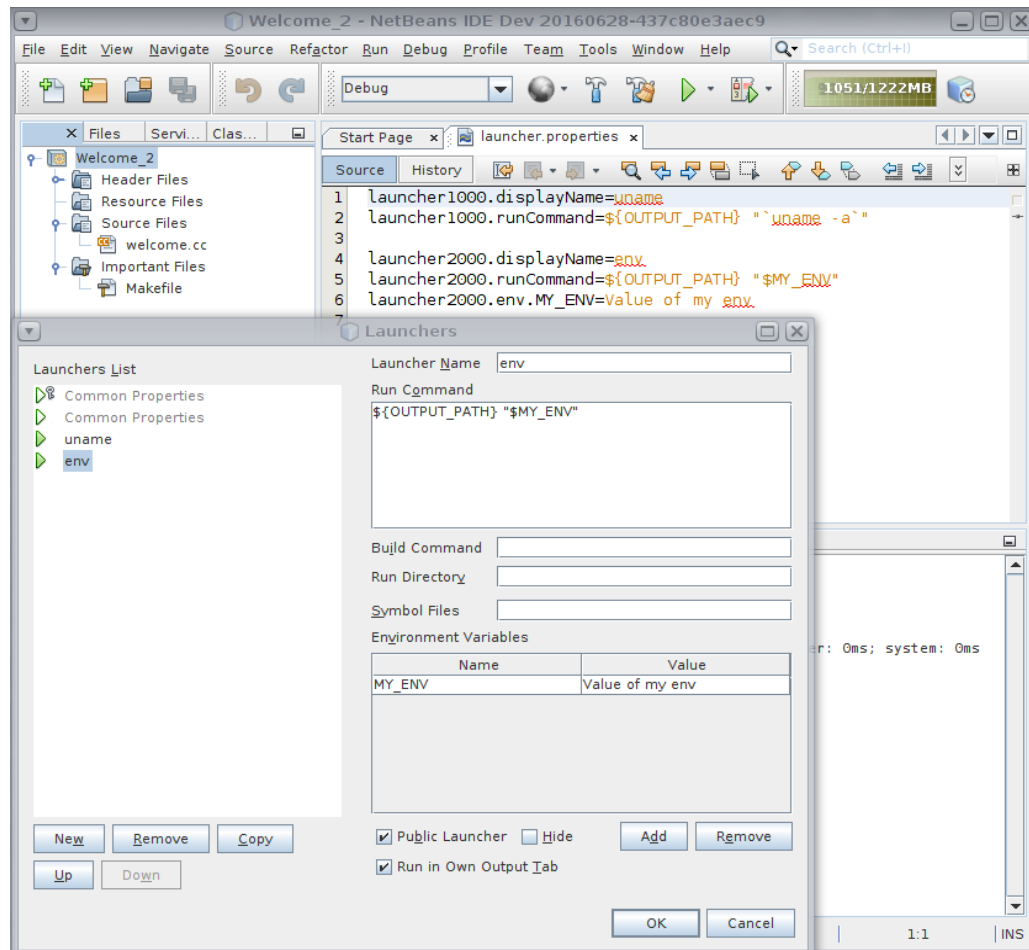 Welcome_2 - NetBeans IDE Dev 20160628-437c80e3aec9
File Edit View Navigate Source Refactor Run Debug Profile Team Tools Window Help
Search (Ctrl+I)
Debug
1051/1222MB
x Files Servi... Clas...
Start Page x launcher.properties x
Welcome_2
Header Files
Resource Files
Source Files
welcome.cc
Important Files
Makefile
Source History
1 launcher1000.displayName=uname
2 launcher1000.runCommand=${OUTPUT_PATH} "`uname -a`"
3
4 launcher2000.displayName=env
5 launcher2000.runCommand=${OUTPUT_PATH} "$MY_ENV"
6 launcher2000.env.MY_ENV=Value of my env
7
Launchers
Launchers List
Common Properties
Common Properties
uname
env
New Remove Copy
Up Down
Launcher Name env
Run Command
${OUTPUT_PATH} "$MY_ENV"
Build Command
Run Directory
Symbol Files
Environment Variables
Name Value
MY_ENV Value of my env
Public Launcher Hide Add Remove
Run in Own Output Tab
OK Cancel
er: 0ms; system: 0ms
1:1 INS